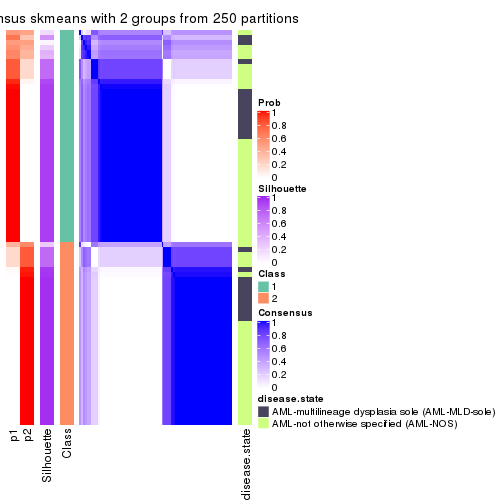 nsus skmeans with 2 groups from 250 partitions
Prob
1
0.8
0.6
0.4
0.2
0
Silhouette
1
0.8
0.6
0.4
0.2
0
Class
1
2
Consensus
1
0.8
0.6
0.4
0.2
0
disease.state
AML-multilineage dysplasia sole (AML-MLD-sole)
AML-not otherwise specified (AML-NOS)
p1
p2
Silhouette
Class
disease.state